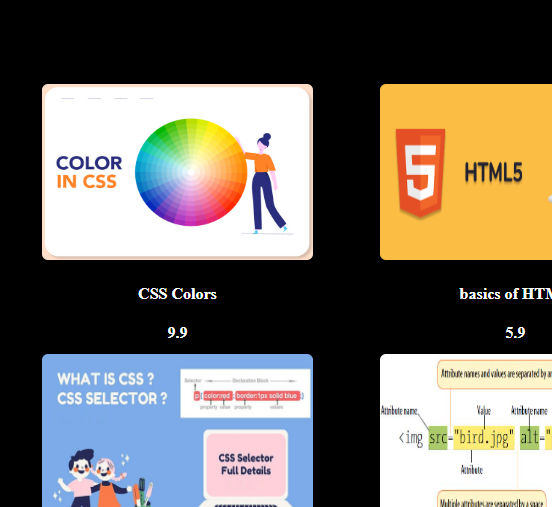 COLOR
IN CSS
5
HTML5
CSS Colors
basics of HTM
9.9
5.9
WHAT IS CSS ?
CSS SELECTOR ?
Selector
Declaration Block
p {color:red; border:1px solid blue;}
property value property values
CSS Selector
Full Details
Attribute names and values are separated by an
Attribute name
Value
Attribute name
<img src="bird.jpg" alt="
Attribute
Multiple attributes are separated by a space